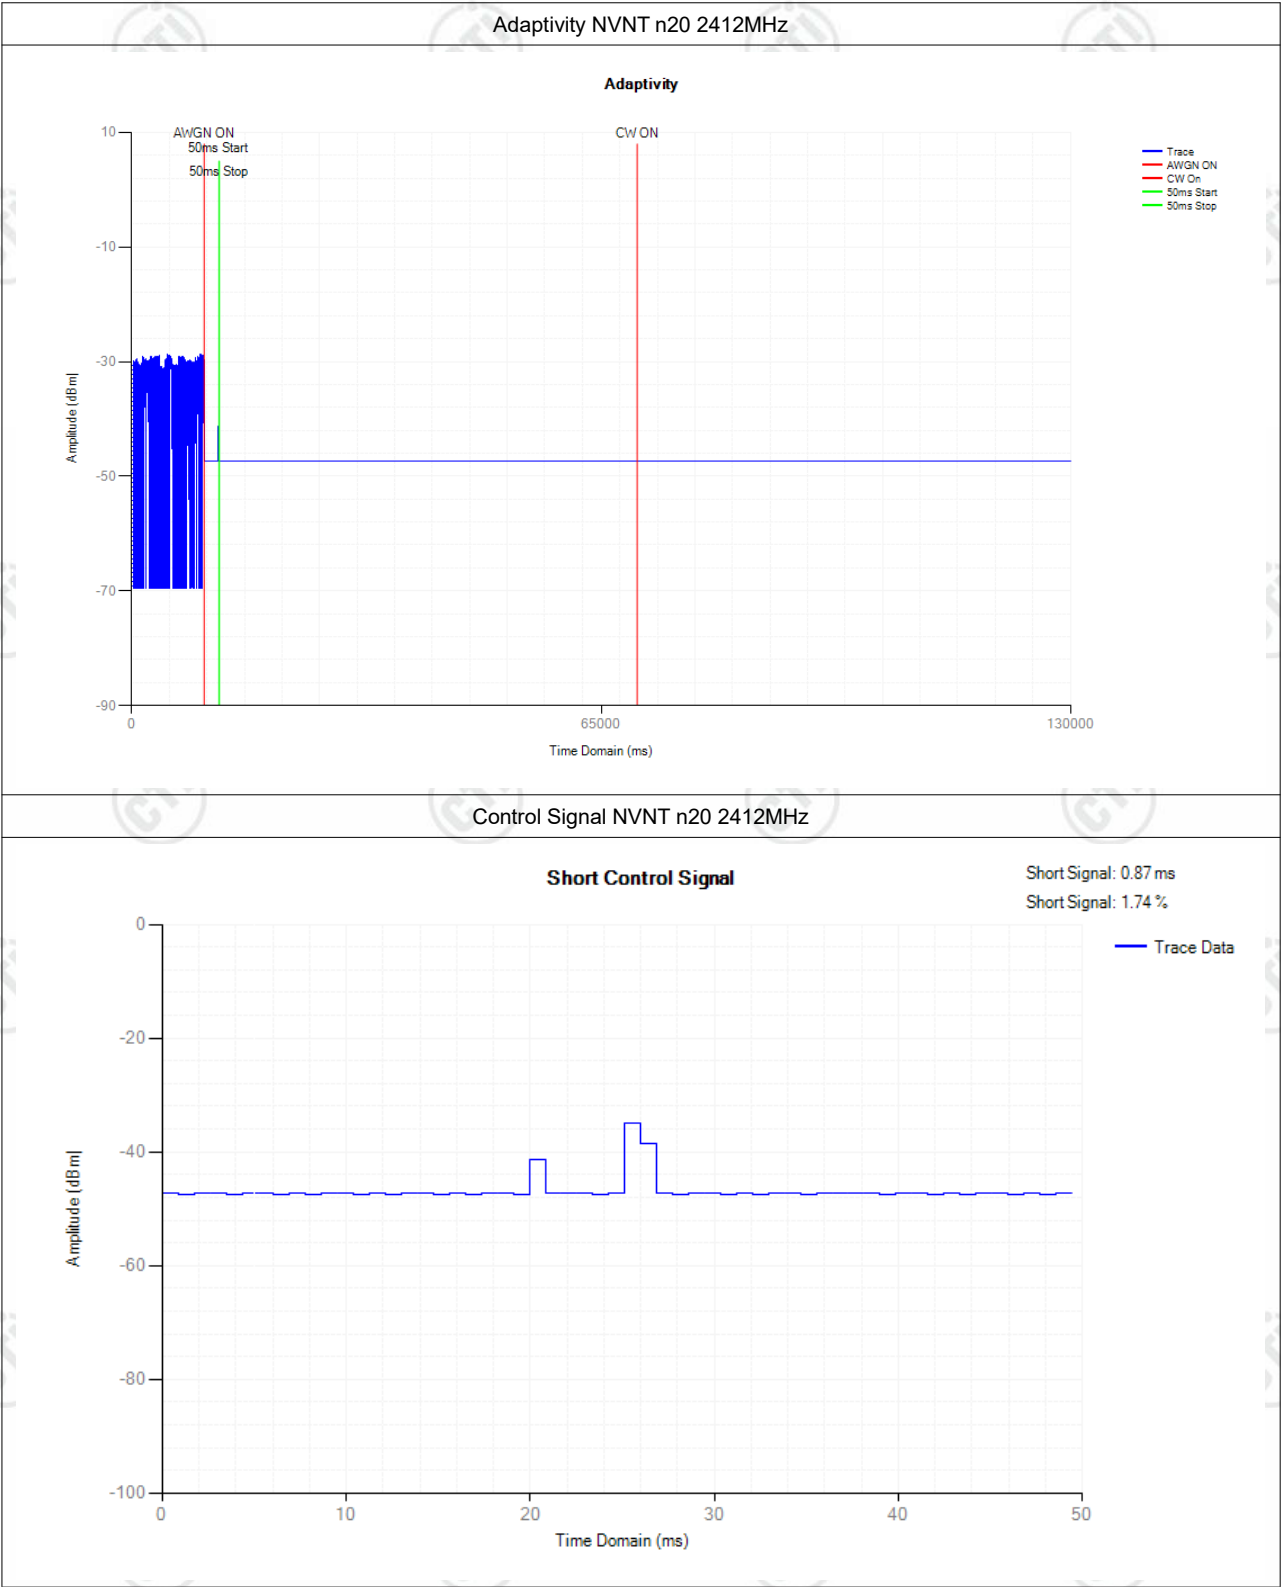 Adaptivity NVNT n20 2412MHz
Adaptivity
10
-10
-30
-50
-70
-90
Amplitude [dBm]
AWGN ON
50ms Start
50ms Stop
CW ON
Trace
AWGN ON
CW On
50ms Start
50ms Stop
0
65000
130000
Time Domain (ms)
Control Signal NVNT n20 2412MHz
Short Control Signal
Short Signal: 0.87 ms
Short Signal: 1.74 %
Trace Data
0
-20
-40
-60
-80
-100
Amplitude [dBm]
0
10
20
30
40
50
Time Domain (ms)